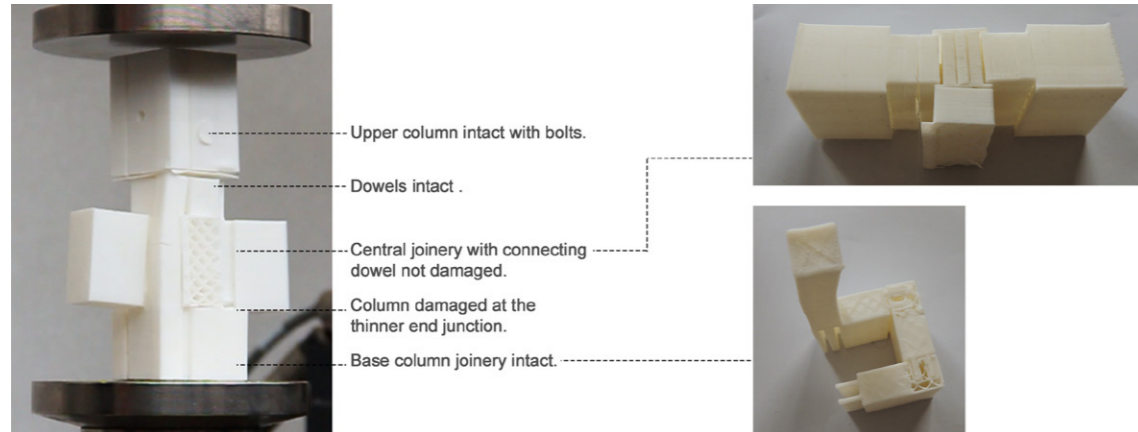 Upper column intact with bolts.
Dowels intact .
Central joinery with connecting
dowel not damaged.
Column damaged at the
thinner end junction.
Base column joinery intact.